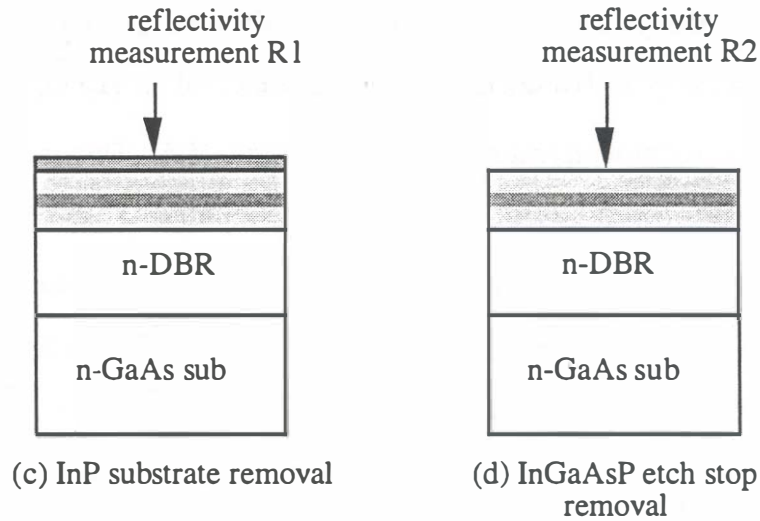 reflectivity
measurement R1
reflectivity
measurement R2
n-DBR
n-DBR
n-GaAs sub
n-GaAs sub
(c) InP substrate removal
(d) InGaAsP etch stop
removal